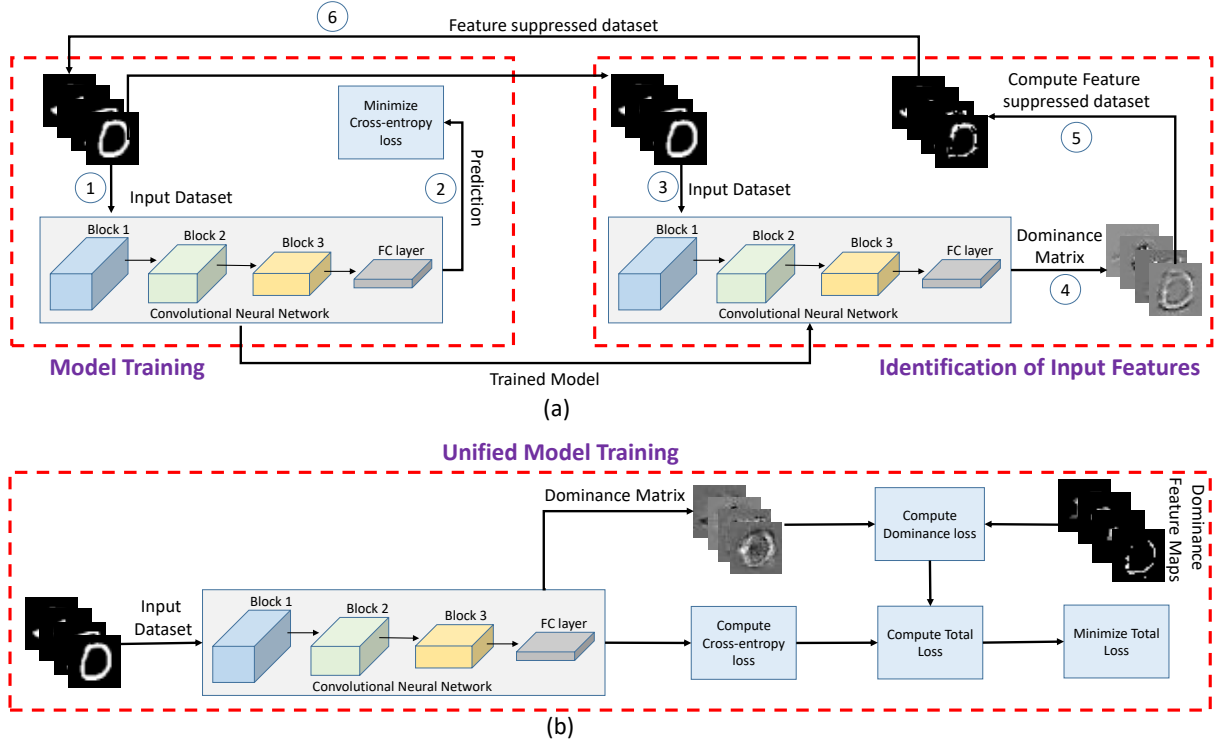 6
Feature suppressed dataset
Minimize
Cross-entropy
loss
Compute Feature
suppressed dataset
5
1
Input Dataset
2
Prediction
3
Input Dataset
Block 1
Block 2
Block 3
FC layer
Convolutional Neural Network
Block 1
Block 2
Block 3
FC layer
Convolutional Neural Network
Dominance
Matrix
4
Model Training
Trained Model
Identification of Input Features
(a)
Unified Model Training
Dominance Matrix
Compute
Dominance loss
Dominance
Feature Maps
Input
Dataset
Block 1
Block 2
Block 3
FC layer
Convolutional Neural Network
Compute
Cross-entropy
loss
Compute Total
Loss
Minimize Total
Loss
(b)